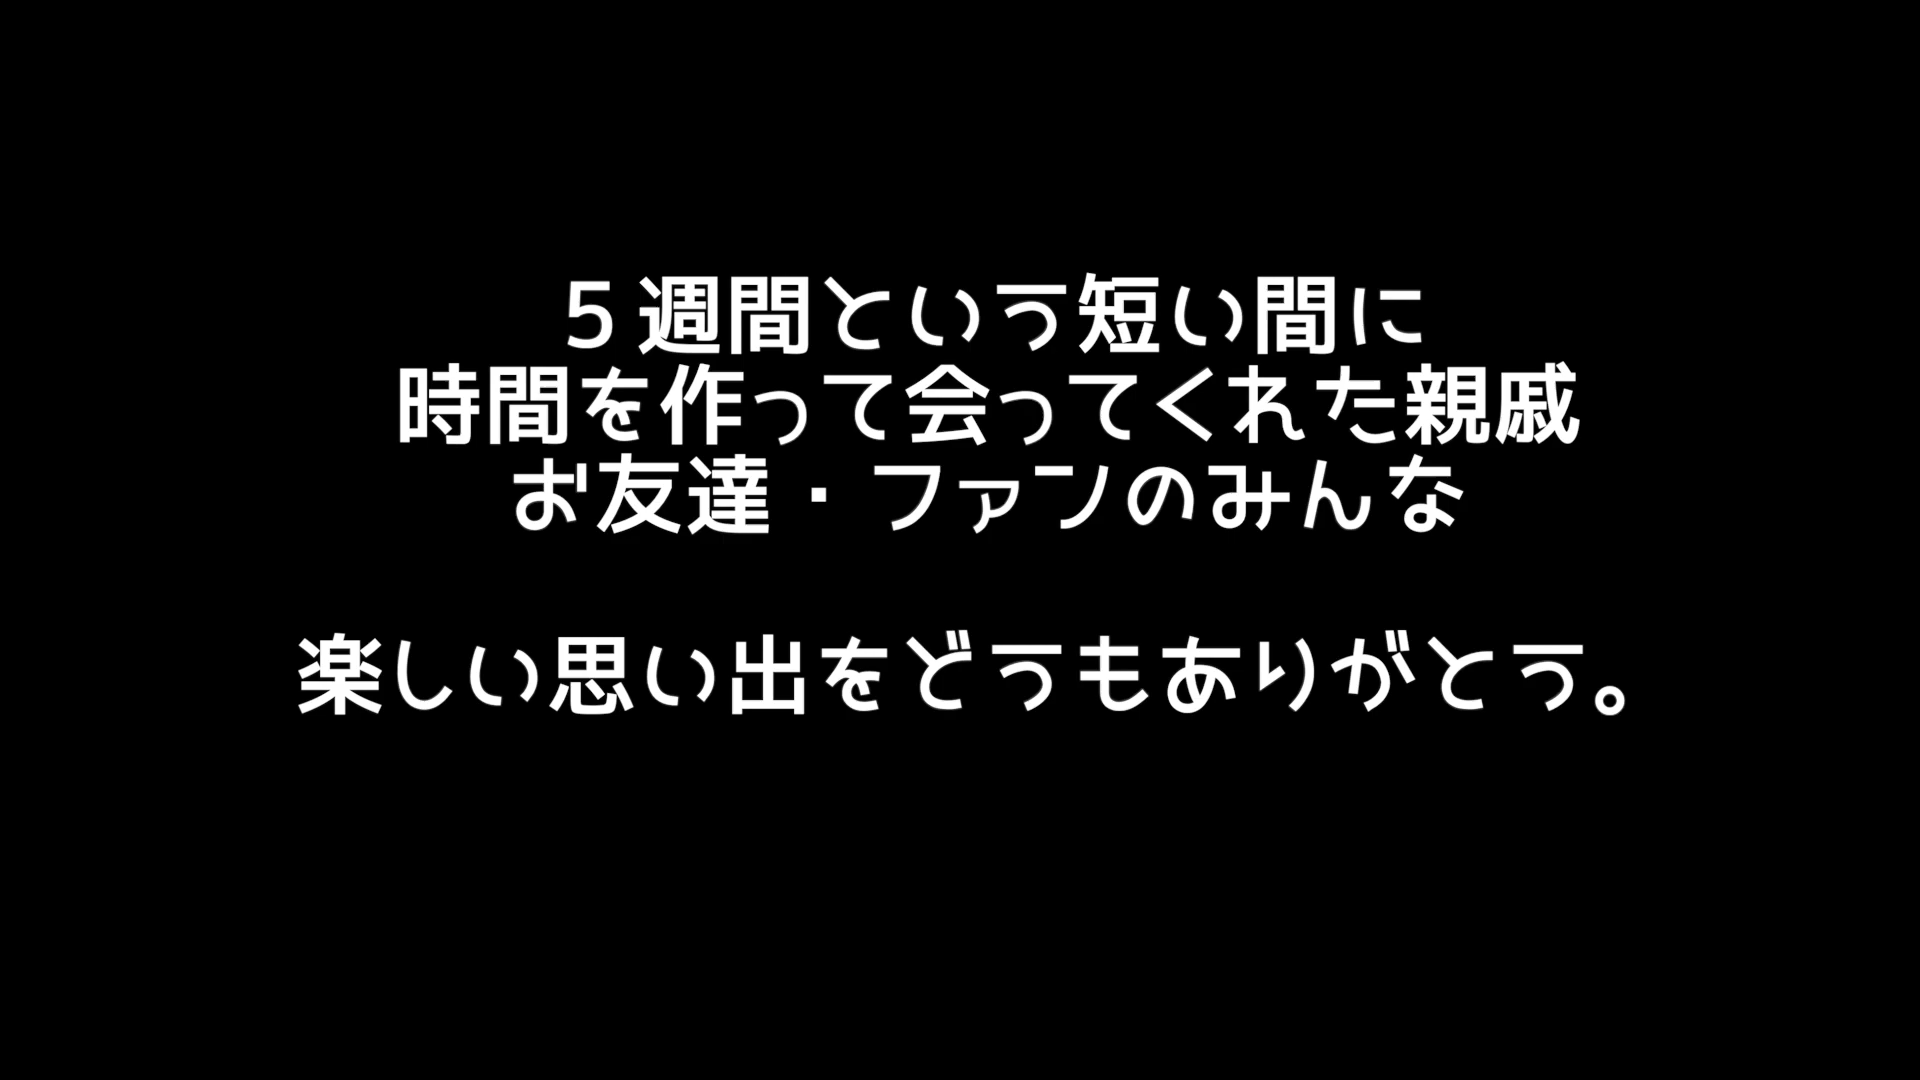 ５週間という短い間に
時間を作って会ってくれた親戚
お友達・ファンのみんな
楽しい思い出をどうもありがとう。